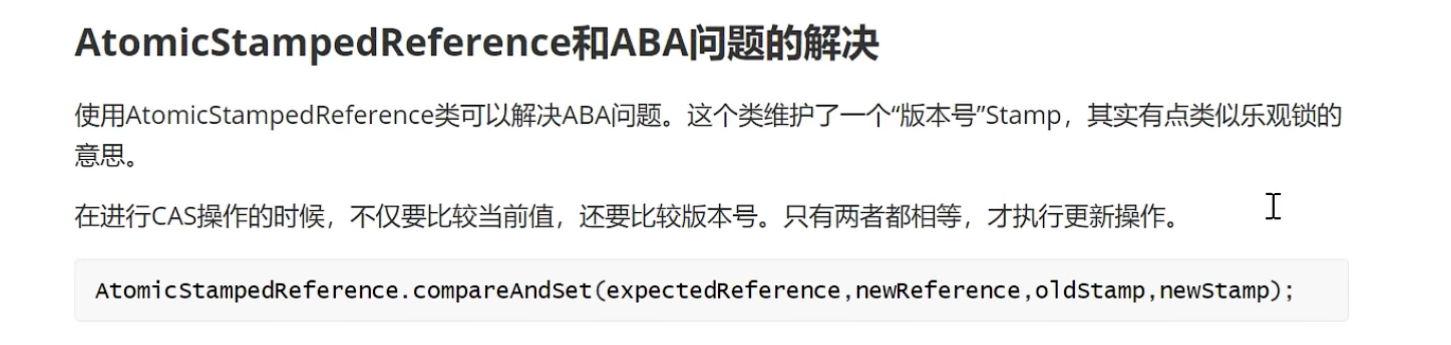 AtomicStampedReference和ABA问题的解决
使用AtomicStampedReference类可以解决ABA问题。这个类维护了一个“版本号”Stamp，其实有点类似乐观锁的
意思。
在进行CAS操作的时候，不仅要比较当前值，还要比较版本号。只有两者都相等，才执行更新操作。
AtomicStampedReference.compareAndSet(expectedReference,newReference,oldStamp,newStamp);